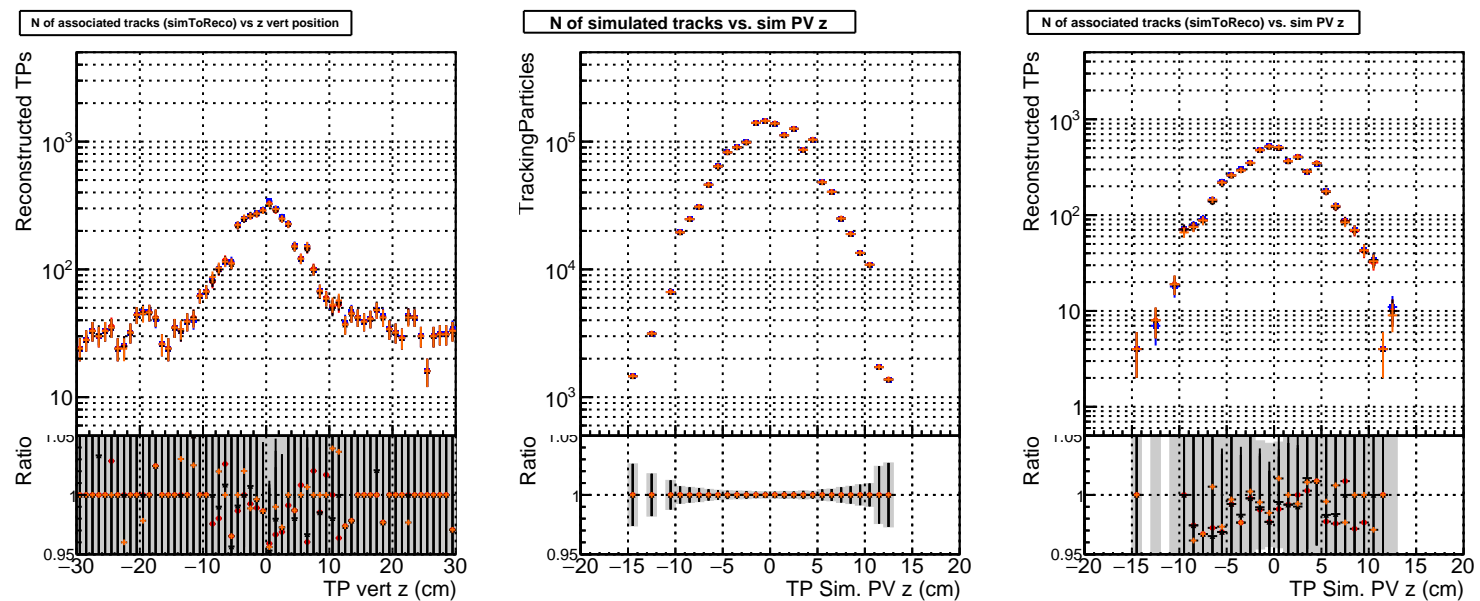 N of associated tracks (simToReco) vs z vert position
Reconstructed TPs
10³
10²
10
Ratio
1.05
1
0.95
−30 −20 −10 0 10 20 30
TP vert z (cm)
N of simulated tracks vs. sim PV z
TrackingParticles
10⁵
10⁴
10³
Ratio
1.05
1
0.95
−20 −15 −10 −5 0 5 10 15 20
TP Sim. PV z (cm)
N of associated tracks (simToReco) vs. sim PV z
Reconstructed TPs
10³
10²
10
1
Ratio
1.05
1
0.95
−20 −15 −10 −5 0 5 10 15 20
TP Sim. PV z (cm)